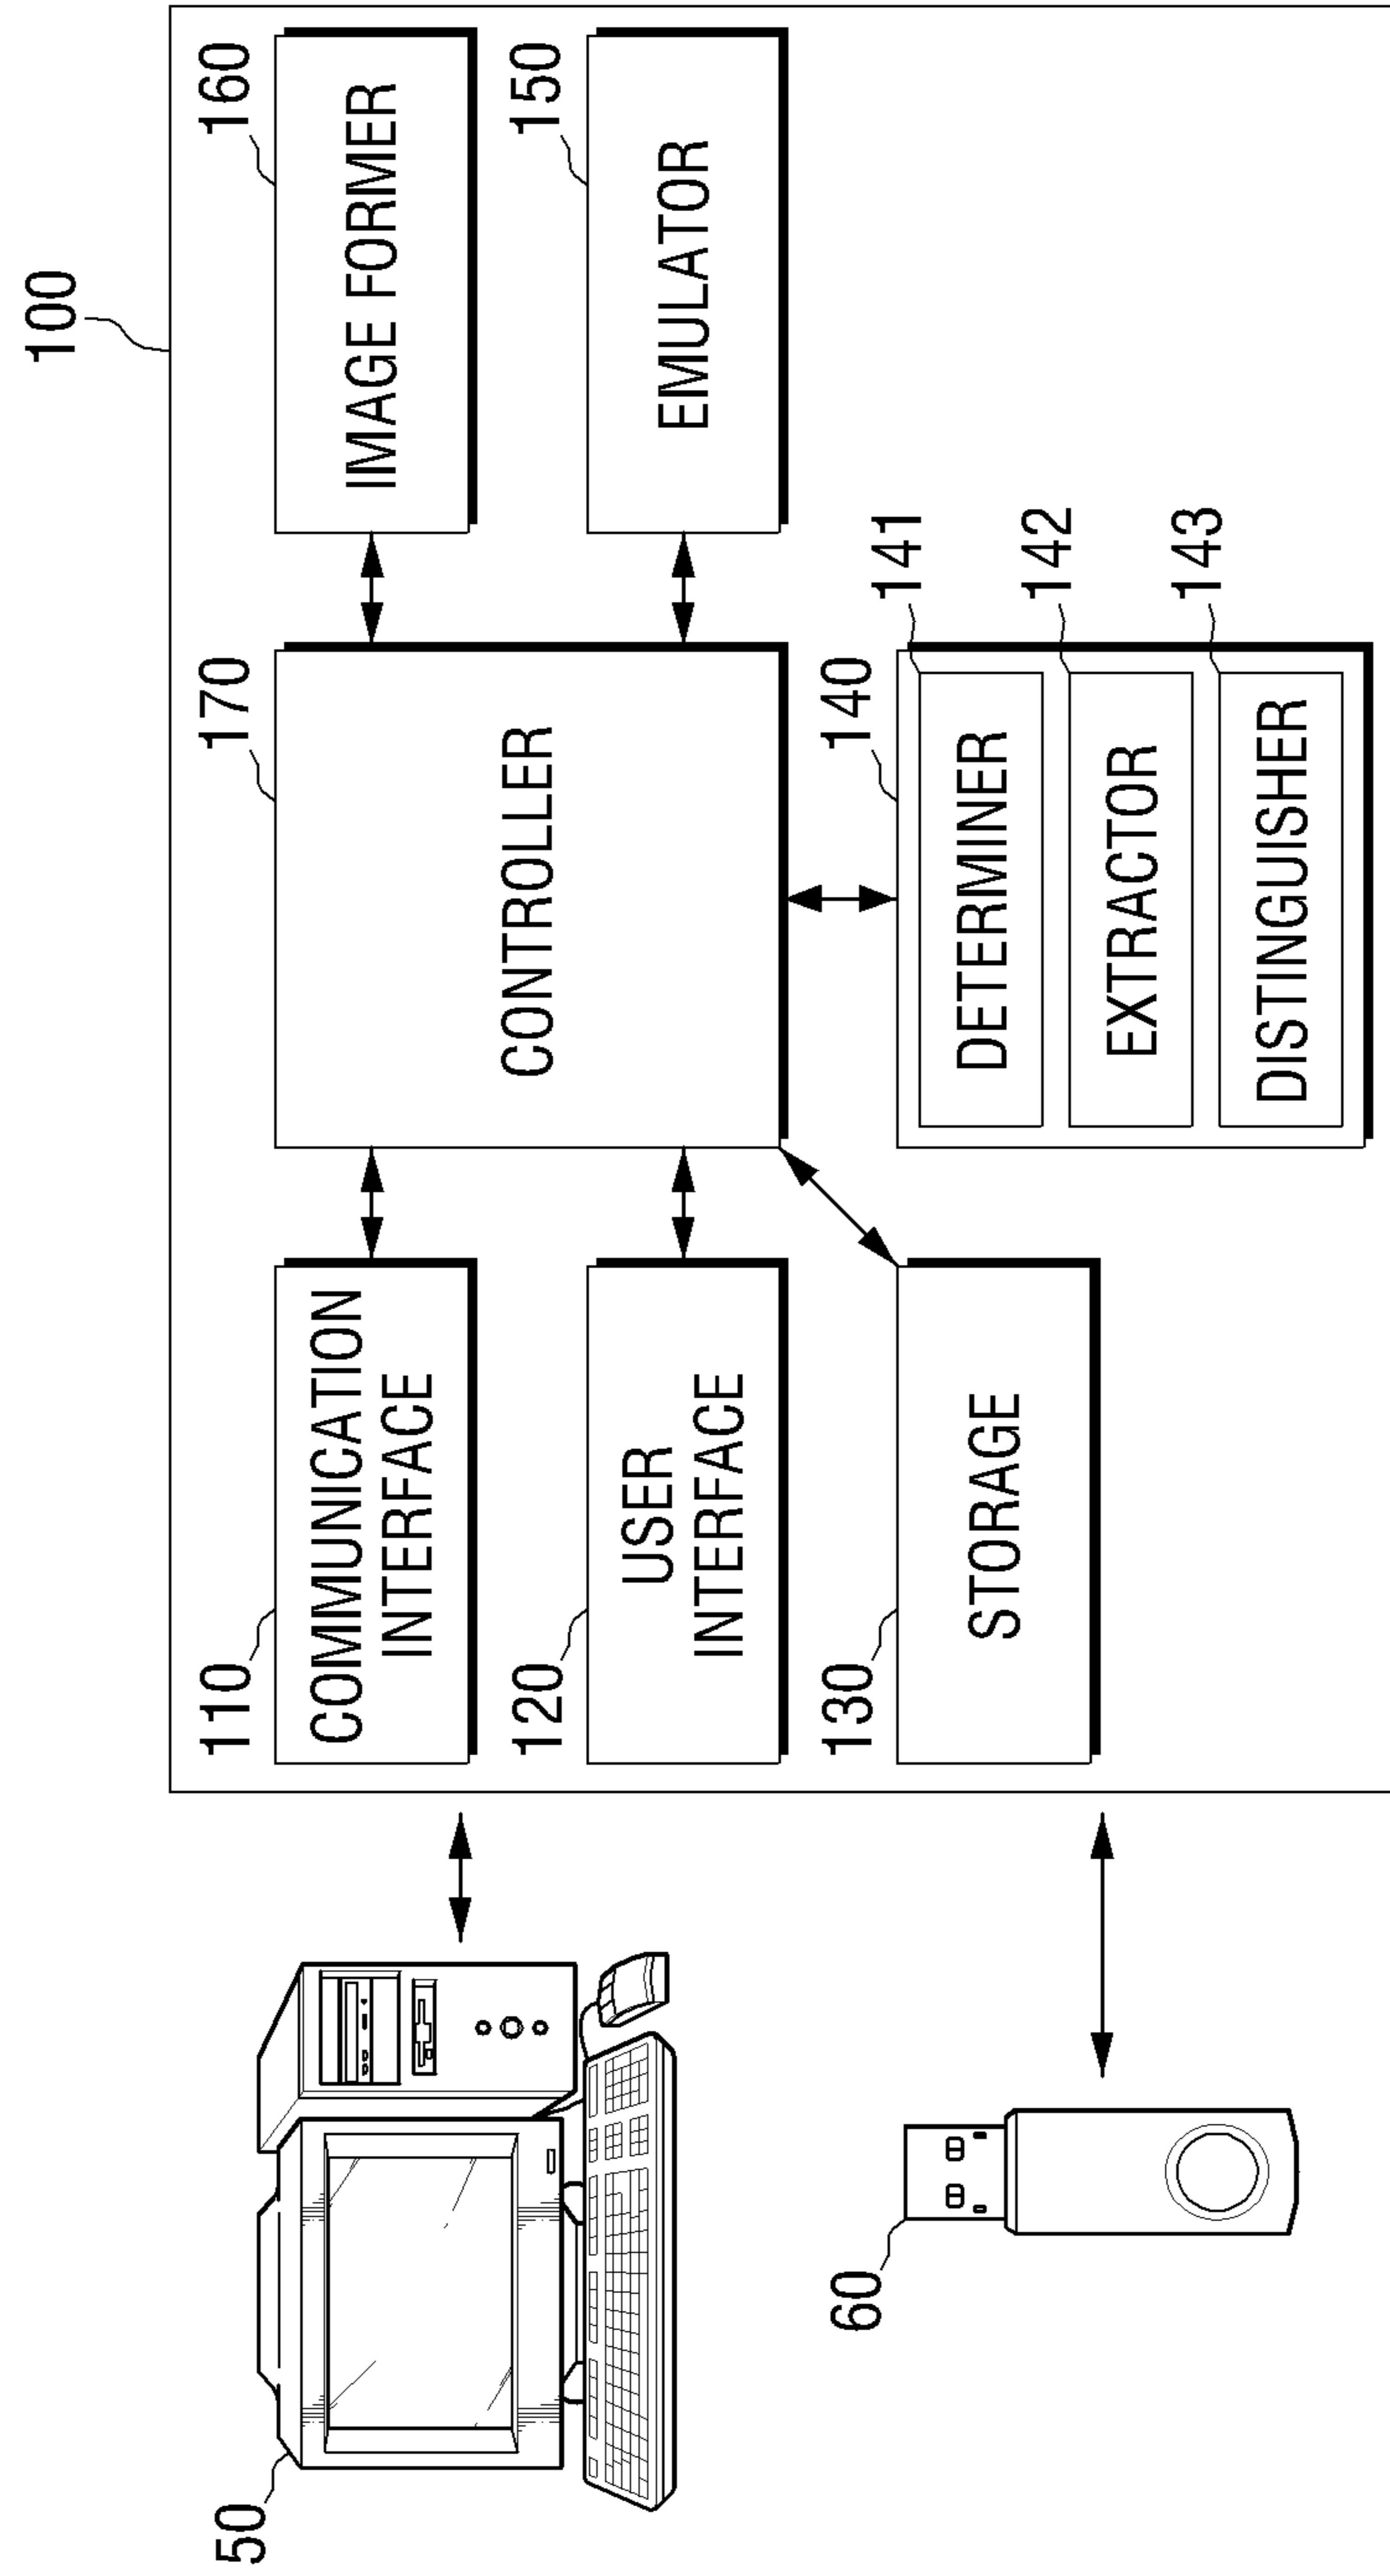 100
50
60
110
COMMUNICATION
INTERFACE
120
USER
INTERFACE
130
STORAGE
170
CONTROLLER
140
DETERMINER
141
EXTRACTOR
142
DISTINGUISHER
143
160
IMAGE FORMER
150
EMULATOR